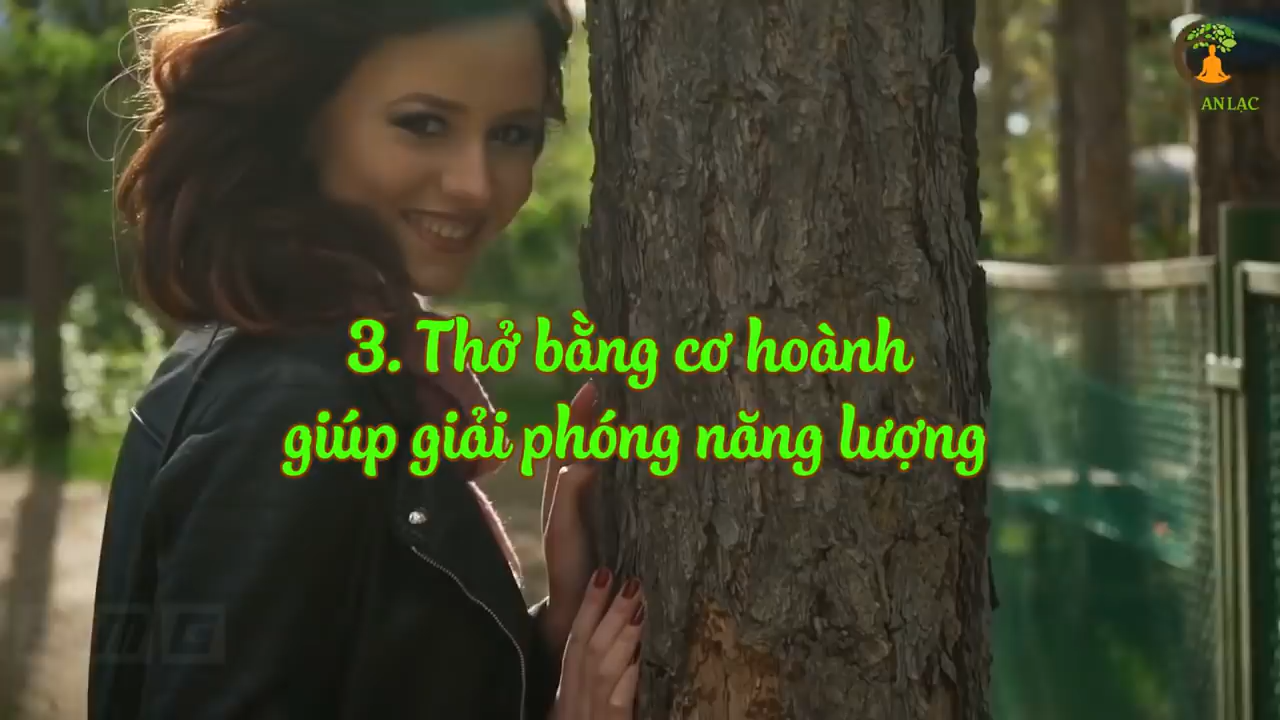 AN LẠC
3. Thở bằng cơ hoành
giúp giải phóng năng lượng